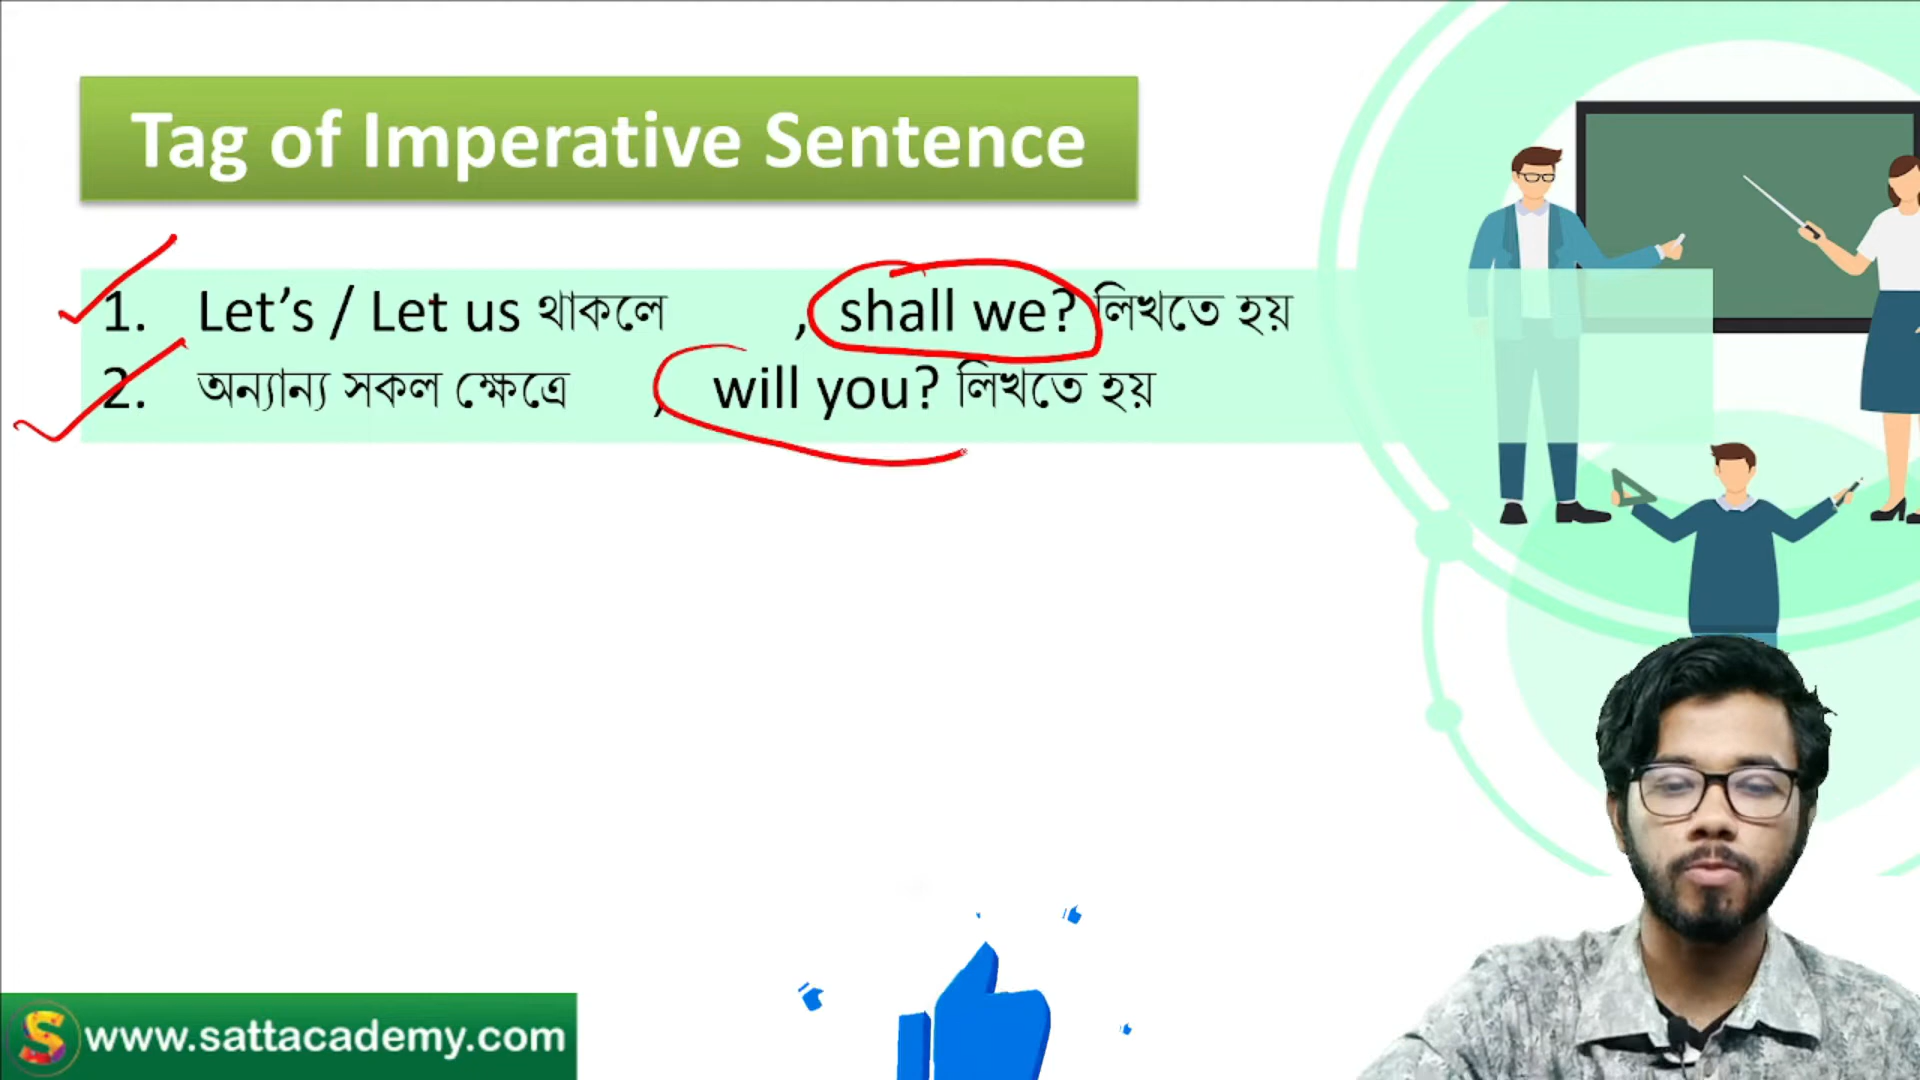 Tag of Imperative Sentence
1. Let’s / Let us থাকলে , shall we? লিখতে হয়
2. অন্যান্য সকল ক্ষেত্রে , will you? লিখতে হয়
S www.sattacademy.com